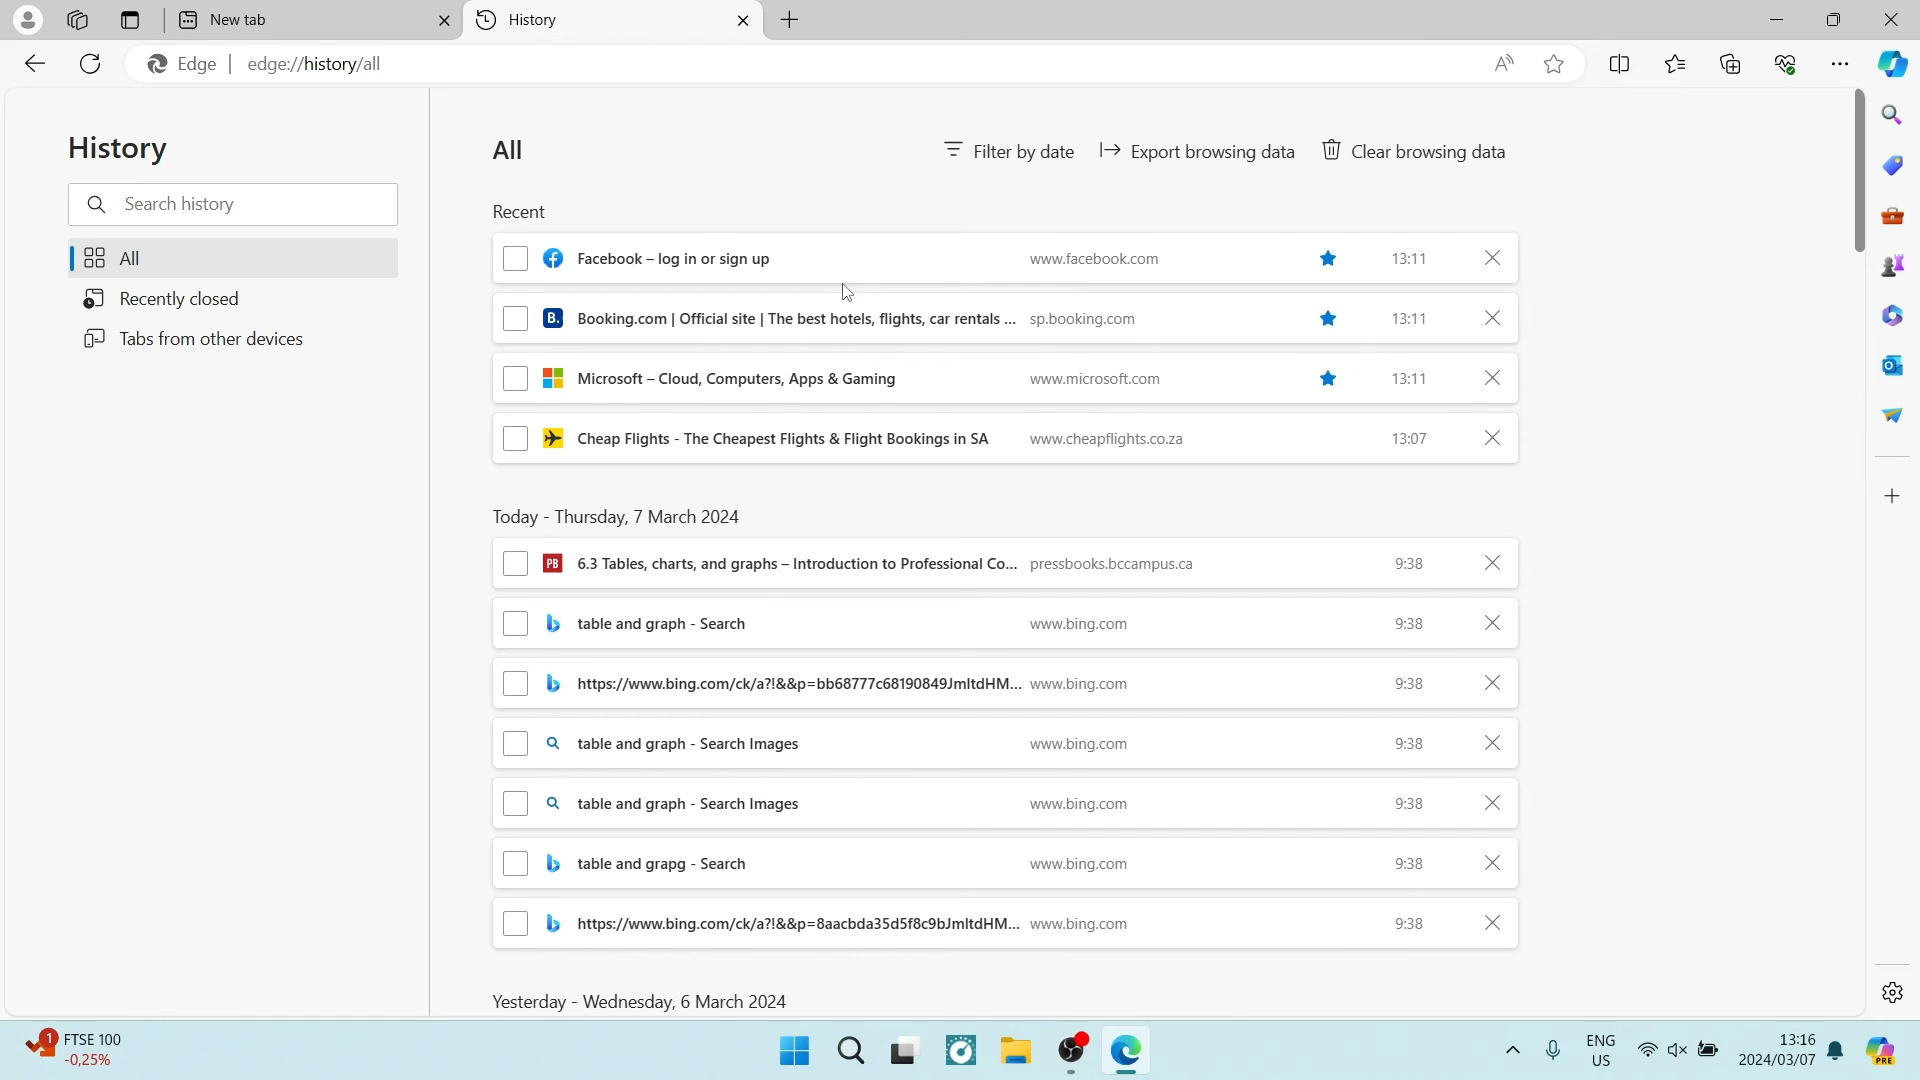 New tab
History
Edge
edge://history/all
History
Search history
All
Recently closed
Tabs from other devices
All
Filter by date
Export browsing data
Clear browsing data
Recent
Facebook – log in or sign up www.facebook.com 13:11
B. Booking.com | Official site | The best hotels, flights, car rentals ... sp.booking.com 13:11
Microsoft – Cloud, Computers, Apps & Gaming www.microsoft.com 13:11
Cheap Flights - The Cheapest Flights & Flight Bookings in SA www.cheapflights.co.za 13:07
Today - Thursday, 7 March 2024
PB 6.3 Tables, charts, and graphs – Introduction to Professional Co... pressbooks.bccampus.ca 9:38
table and graph - Search www.bing.com 9:38
https://www.bing.com/ck/a?!&&p=bb68777c68190849JmltdHM... www.bing.com 9:38
table and graph - Search Images www.bing.com 9:38
table and graph - Search Images www.bing.com 9:38
table and grapg - Search www.bing.com 9:38
https://www.bing.com/ck/a?!&&p=8aacbda35d5f8c9bJmltdHM... www.bing.com 9:38
Yesterday - Wednesday, 6 March 2024
1 FTSE 100
-0,25%
ENG
US
13:16
2024/03/07
PRE